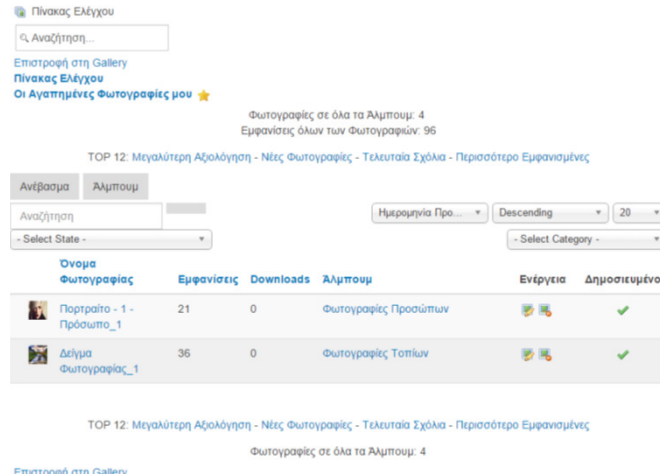 Πίνακας Ελέγχου
Αναζήτηση...
Επιστροφή στη Gallery
Πίνακας Ελέγχου
Οι Αγαπημένες Φωτογραφίες μου
Φωτογραφίες σε όλα τα Άλμπουμ: 4
Εμφανίσεις όλων των Φωτογραφιών: 96
TOP 12: Μεγαλύτερη Αξιολόγηση - Νέες Φωτογραφίες - Τελευταία Σχόλια - Περισσότερο Εμφανισμένες
Ανέβασμα Άλμπουμ
Αναζήτηση Ημερομηνία Προ... Descending 20
- Select State - - Select Category -
Όνομα
Φωτογραφίας Εμφανίσεις Downloads Άλμπουμ Ενέργεια Δημοσιευμένο
Πορτραίτο - 1 - 21 0 Φωτογραφίες Προσώπων
Πρόσωπο_1
Δείγμα 36 0 Φωτογραφίες Τοπίων
Φωτογραφίας_1
TOP 12: Μεγαλύτερη Αξιολόγηση - Νέες Φωτογραφίες - Τελευταία Σχόλια - Περισσότερο Εμφανισμένες
Φωτογραφίες σε όλα τα Άλμπουμ: 4
Επιστροφή στη Gallery